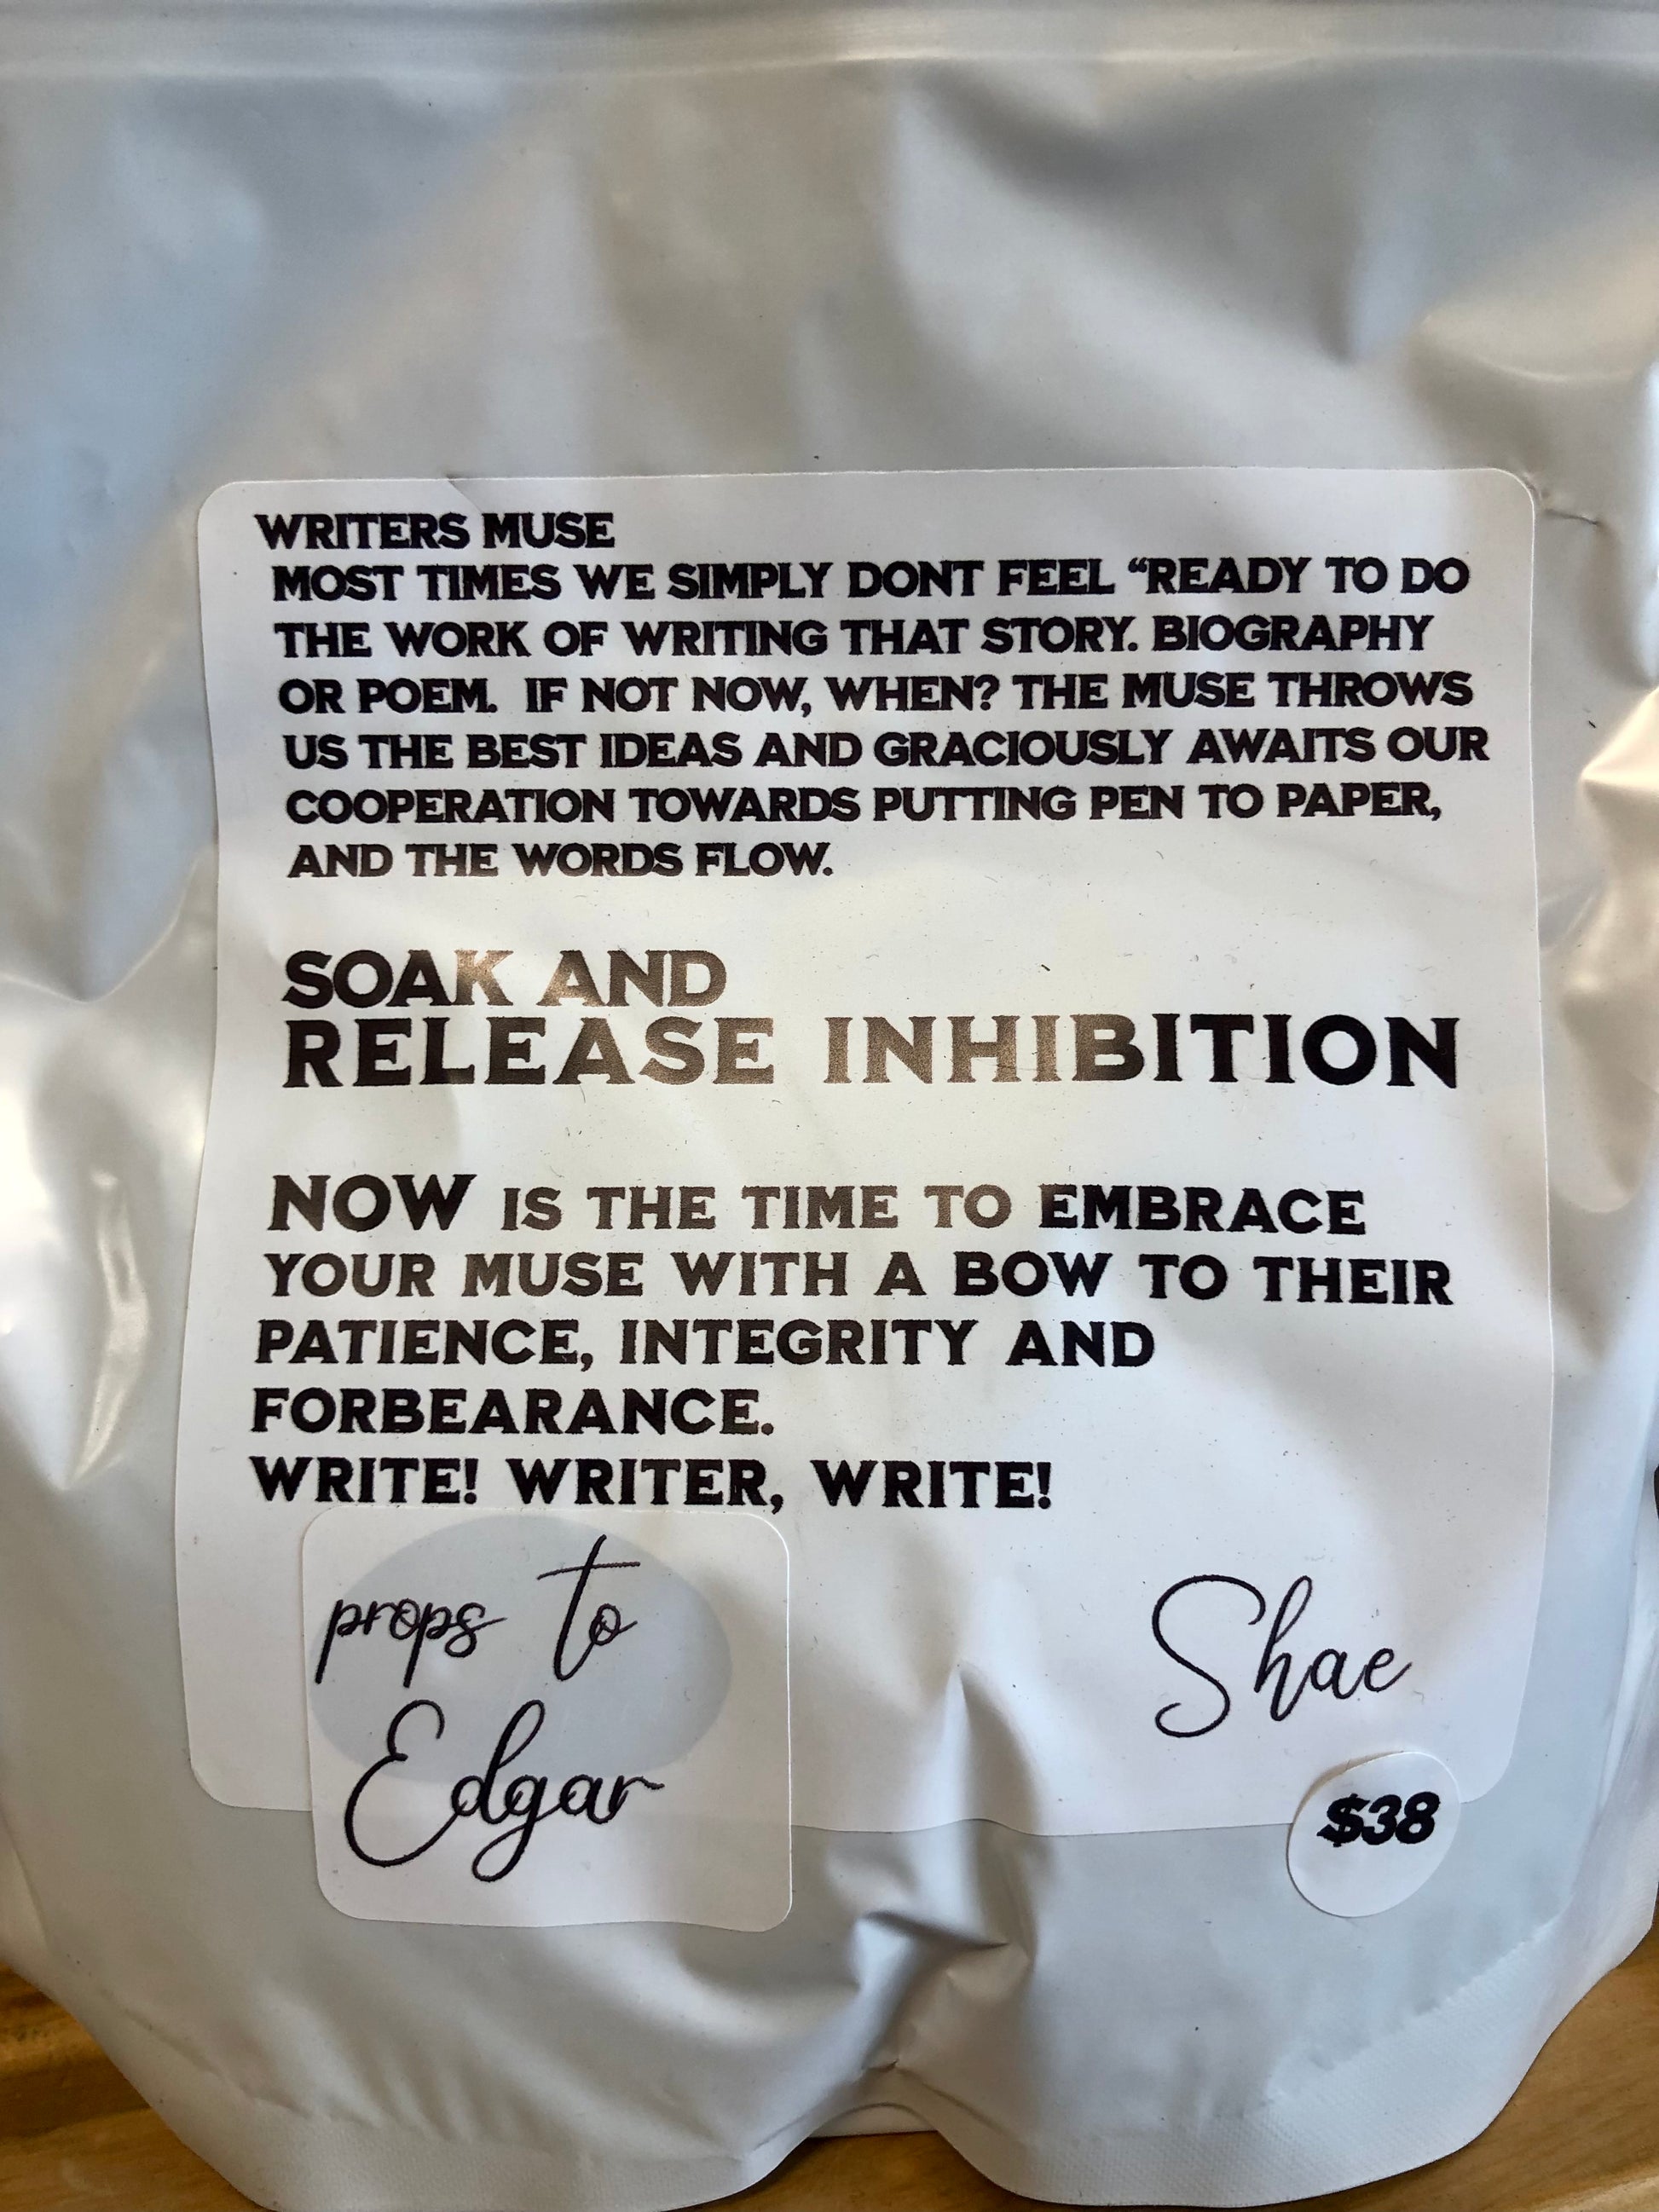 WRITERS MUSE
MOST TIMES WE SIMPLY DONT FEEL “READY TO DO
THE WORK OF WRITING THAT STORY. BIOGRAPHY
OR POEM. IF NOT NOW, WHEN? THE MUSE THROWS
US THE BEST IDEAS AND GRACIOUSLY AWAITS OUR
COOPERATION TOWARDS PUTTING PEN TO PAPER,
AND THE WORDS FLOW.
SOAK AND
RELEASE INHIBITION
NOW IS THE TIME TO EMBRACE
YOUR MUSE WITH A BOW TO THEIR
PATIENCE, INTEGRITY AND
FORBEARANCE.
WRITE! WRITER, WRITE!
props to
Edgar
Shae
$38